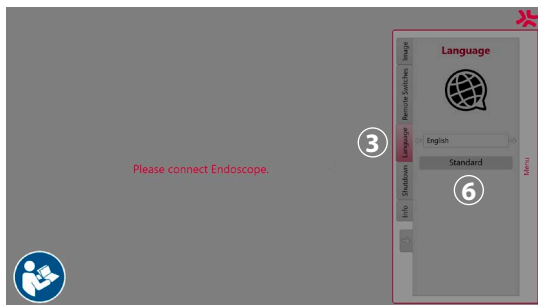 Image
Language
Remote Switches
Language
3
English
Standard
Please connect Endoscope.
Menu
Shutdown
6
Info